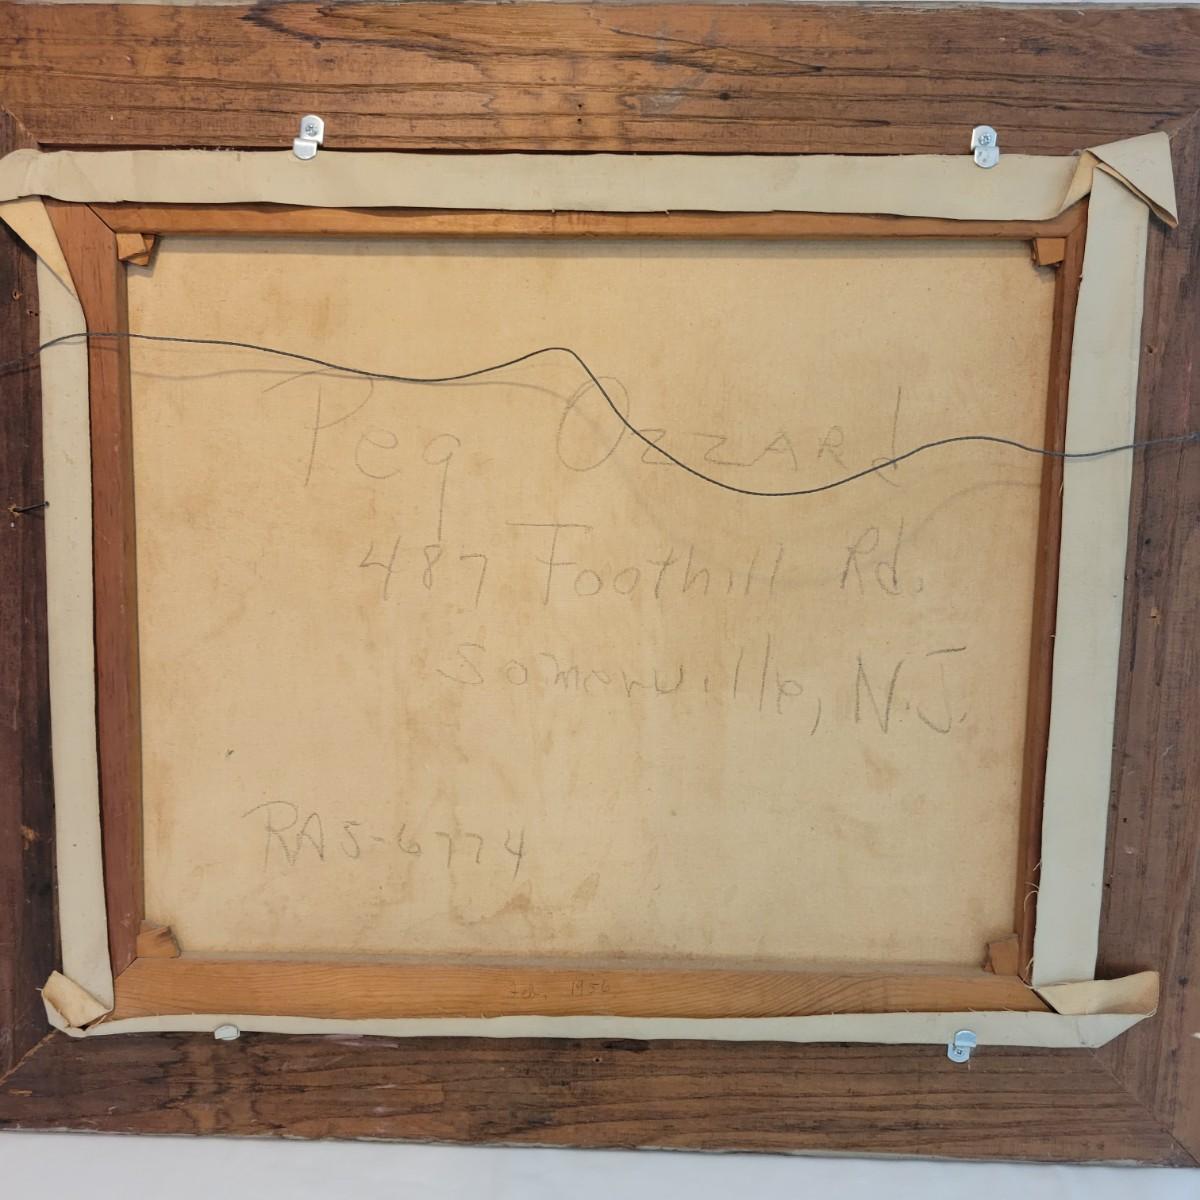 Peg Ozzard
487 Foothill Rd.
Somerville, N.J.
RA5-6774
Feb. 1956